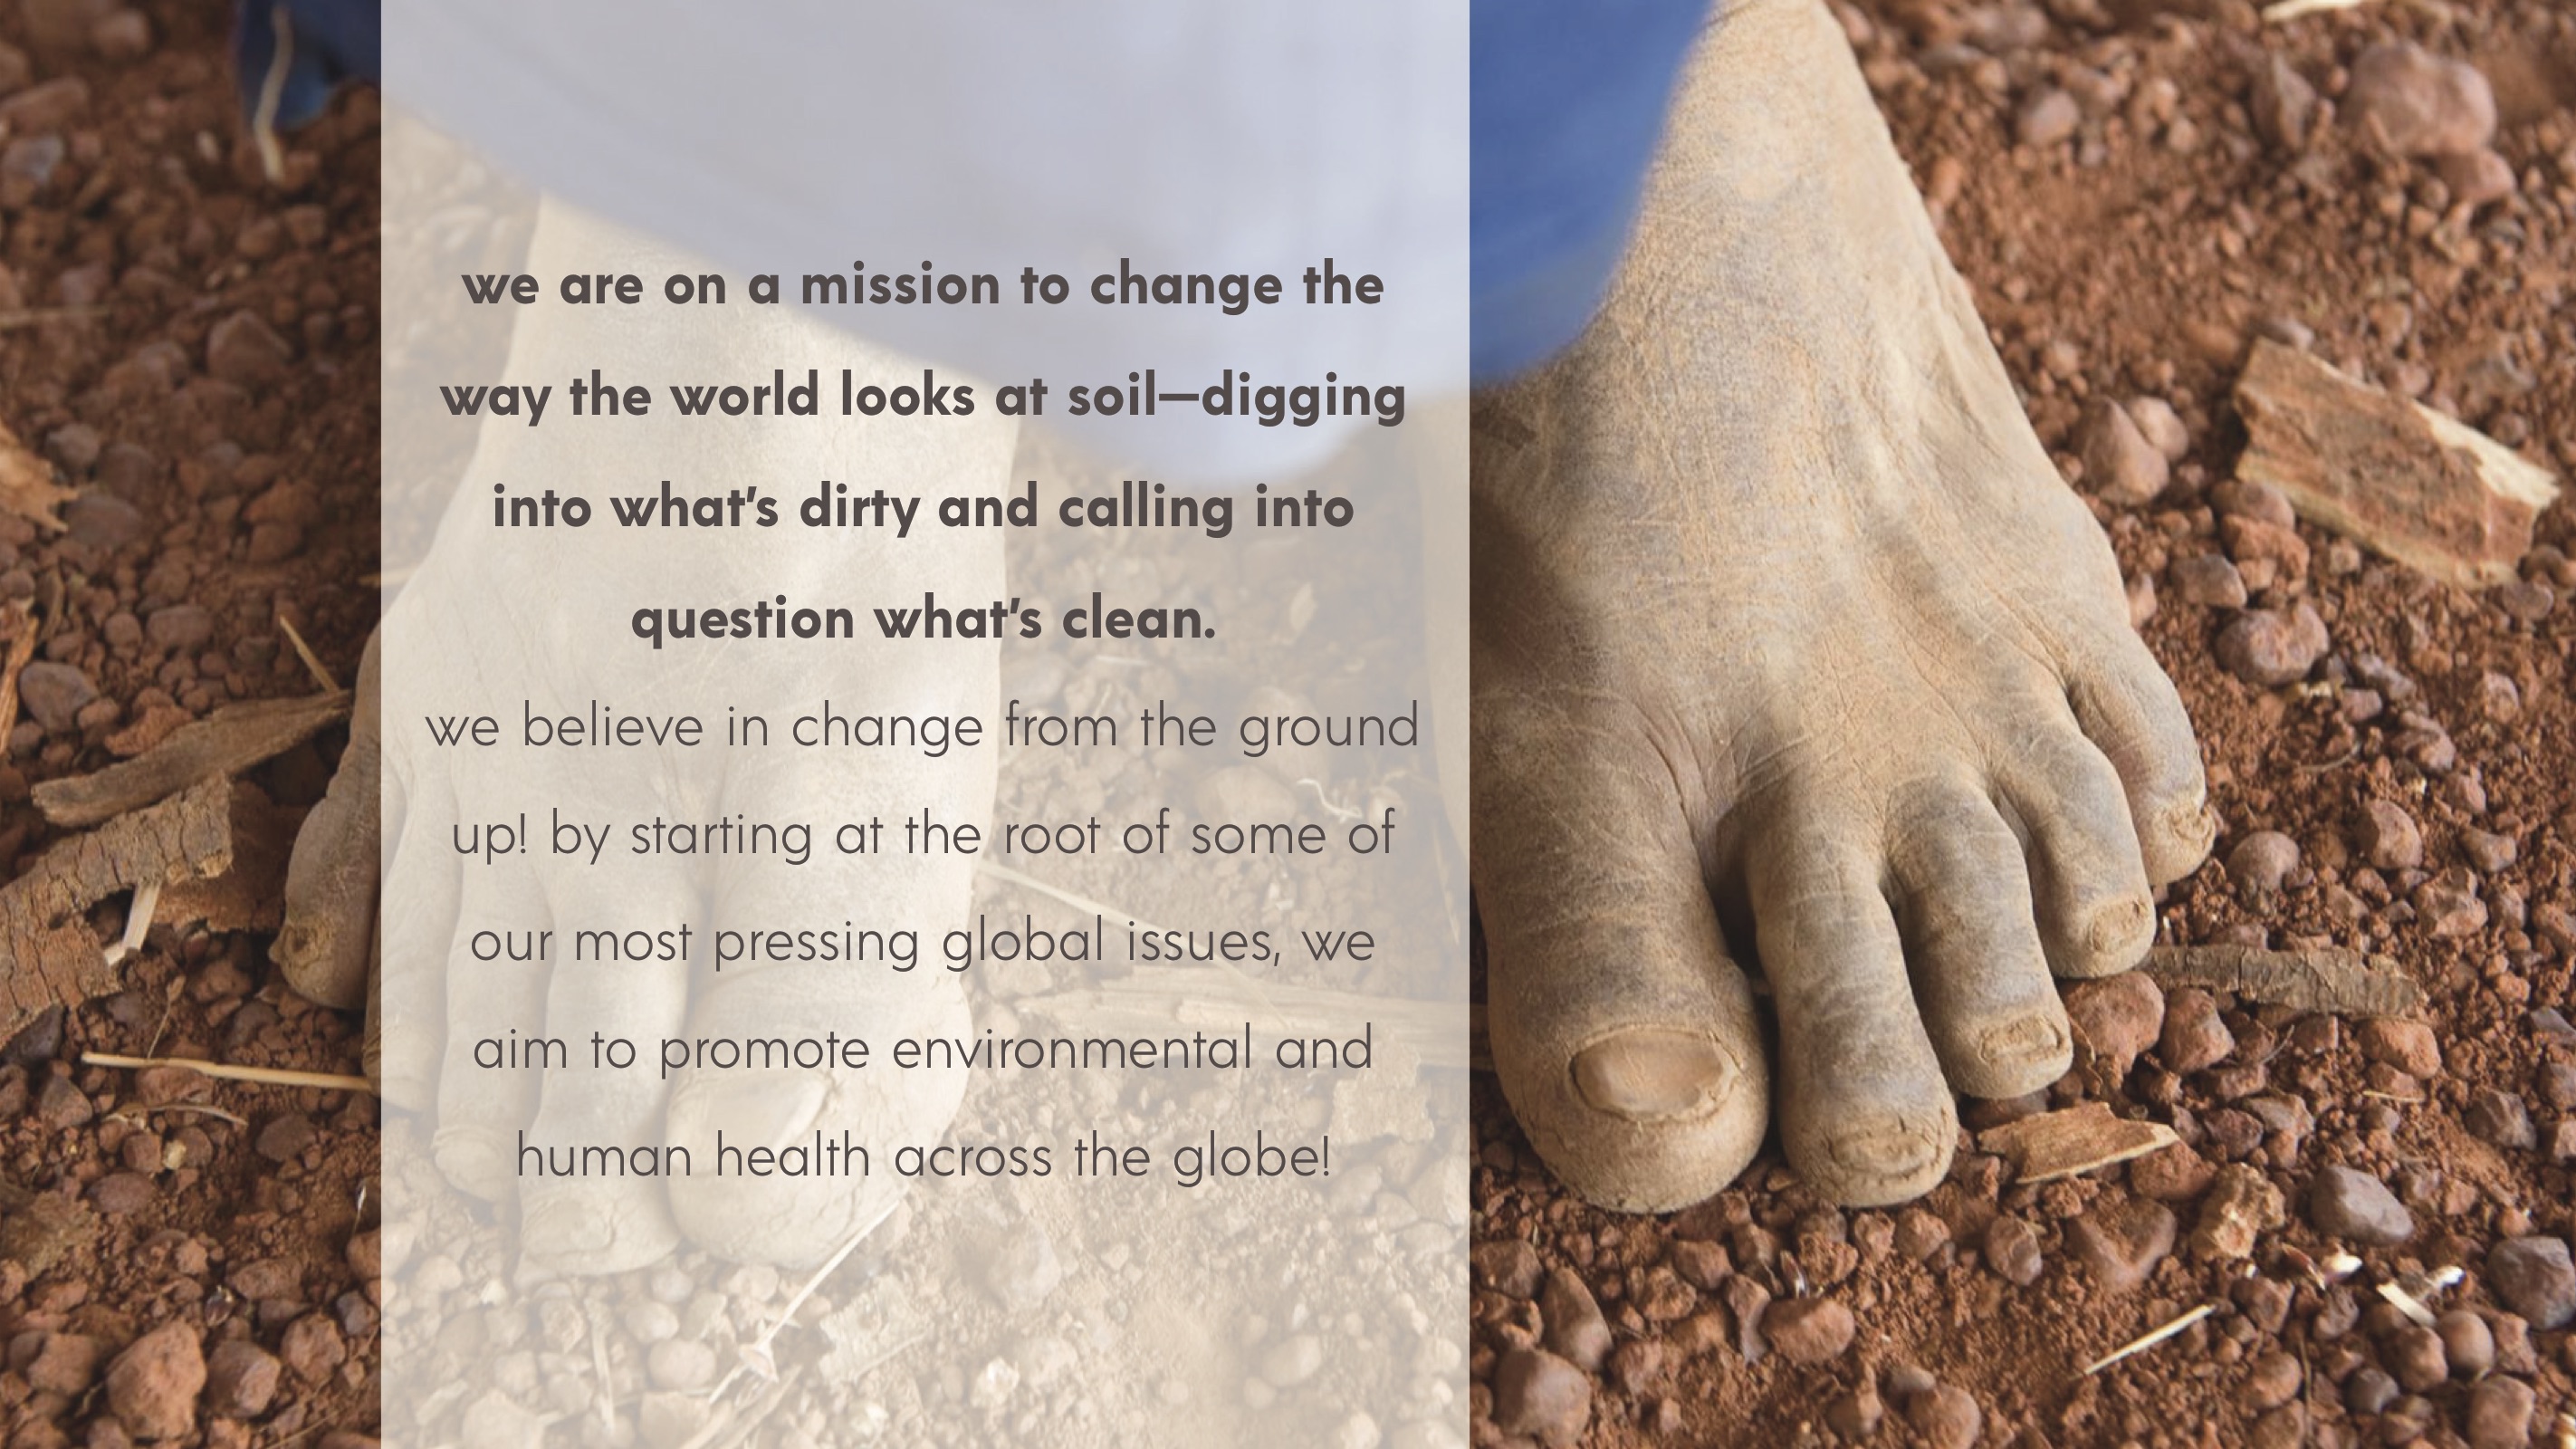 we are on a mission to change the
way the world looks at soil—digging
into what's dirty and calling into
question what's clean.
we believe in change from the ground
up! by starting at the root of some of
our most pressing global issues, we
aim to promote environmental and
human health across the globe!